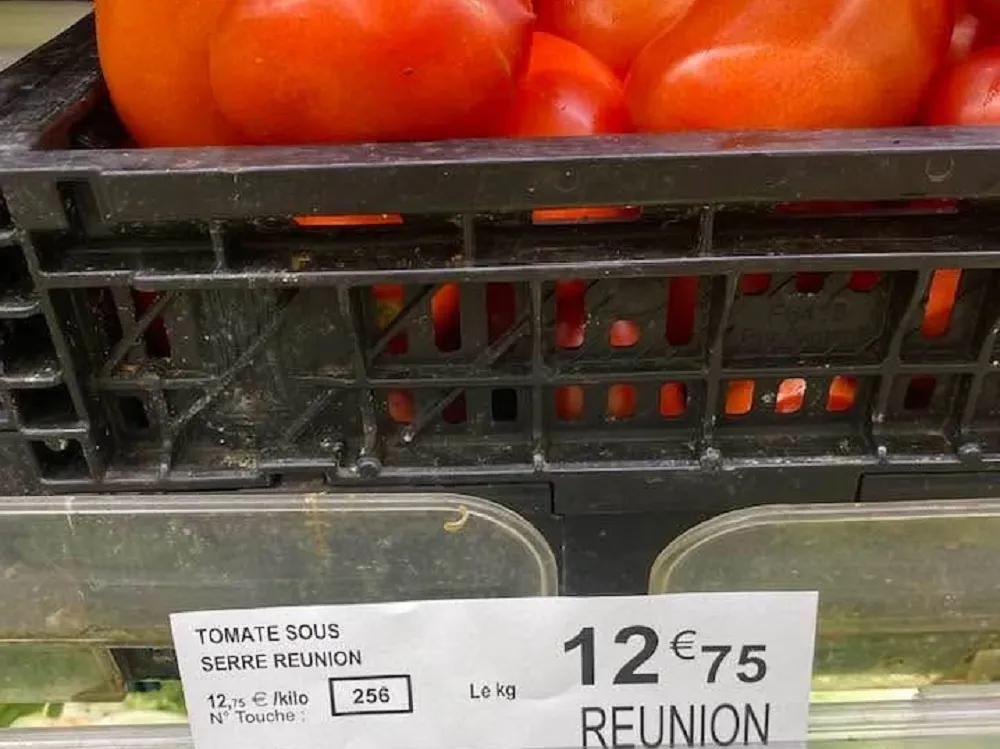 TOMATE SOUS
SERRE REUNION
12,75 € /kilo
N° Touche :
256
Le kg
12€75
REUNION